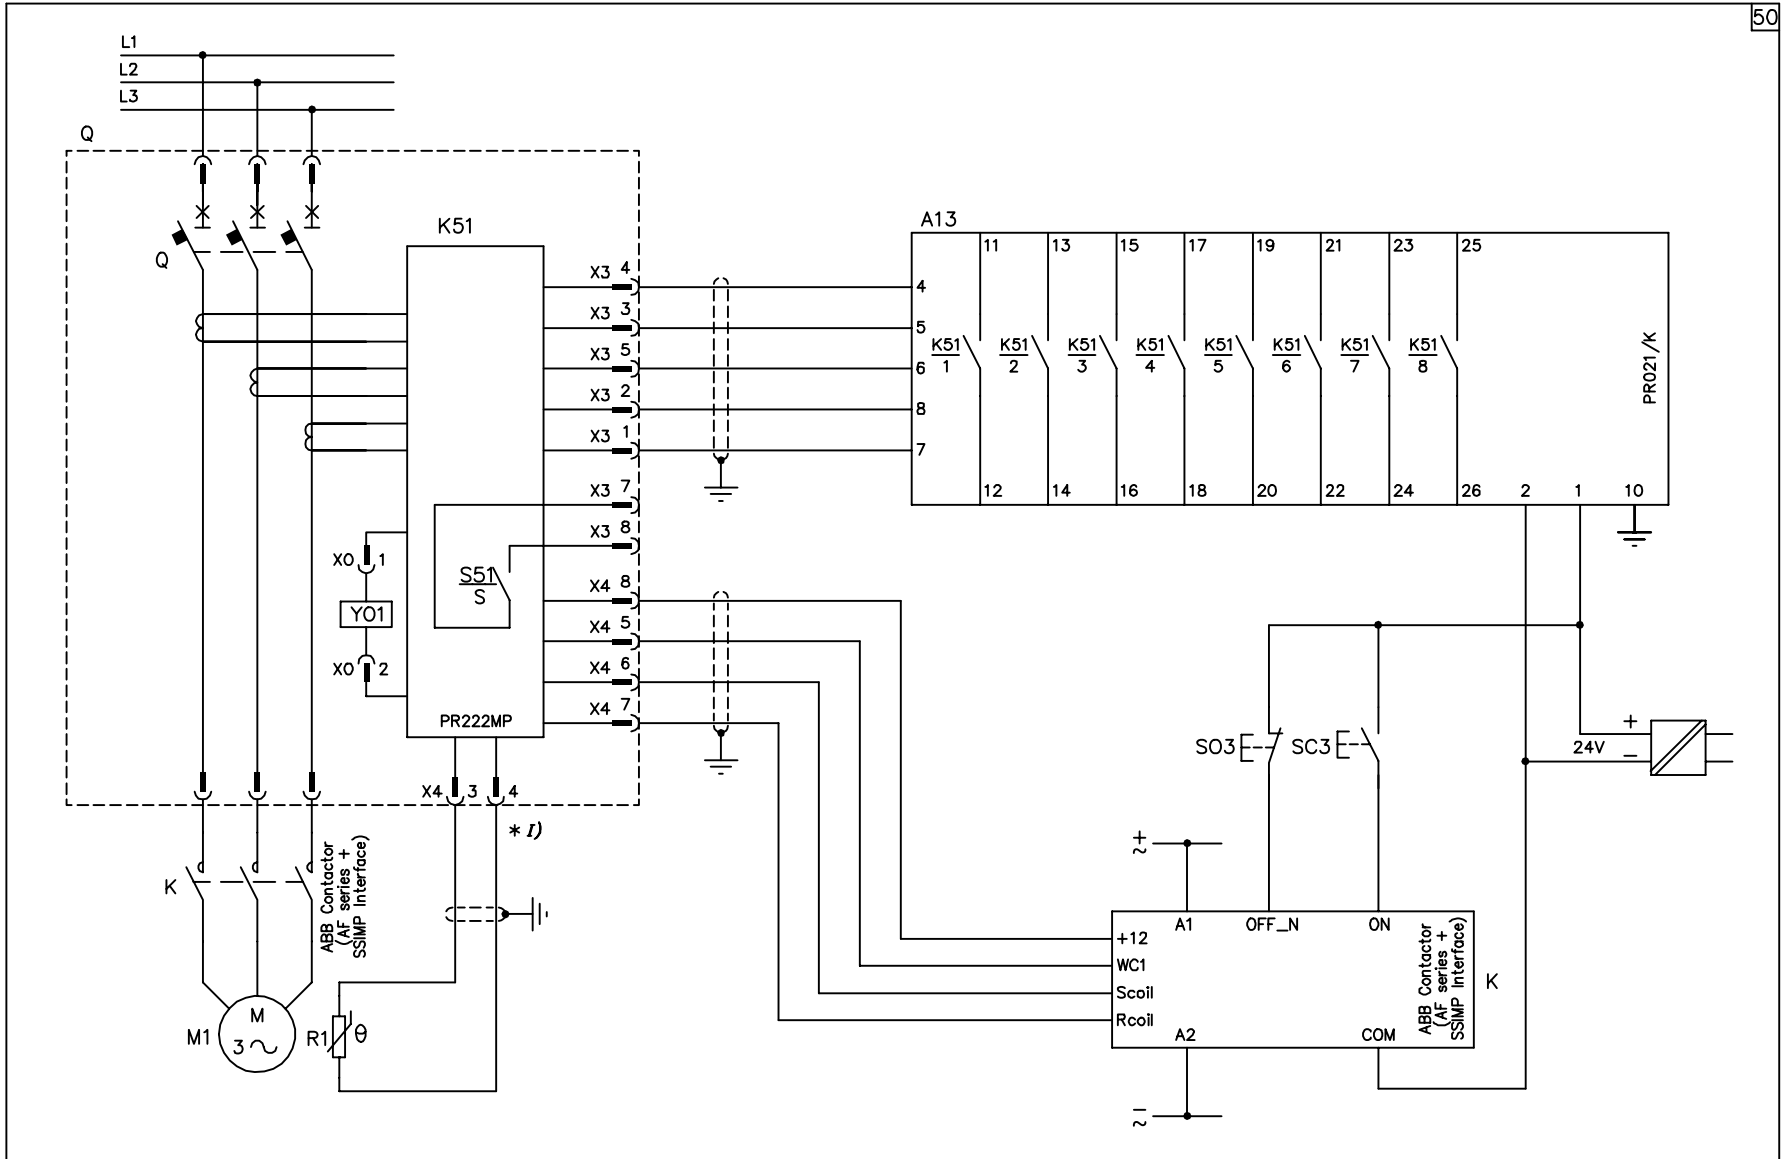 50
L1
L2
L3
Q
Q
K51
X3 4
X3 3
X3 5
X3 2
X3 1
X3 7
X3 8
X4 8
X4 5
X4 6
X4 7
X0 1
Y01
X0 2
S51
S
PR222MP
X4 3 4
* I)
A13
11 13 15 17 19 21 23 25
4
5
6
8
7
K51 K51 K51 K51 K51 K51 K51 K51
1 2 3 4 5 6 7 8
PR021/K
12 14 16 18 20 22 24 26 2 1 10
SO3
SC3
+
24V
−
K
ABB Contactor
(AF series +
SSIMP Interface)
M1
M
3 ~
R1
θ
+
~
A1 OFF_N ON
+12
WC1
Scoil
Rcoil
A2 COM
ABB Contactor
(AF series +
SSIMP Interface)
K
−
~